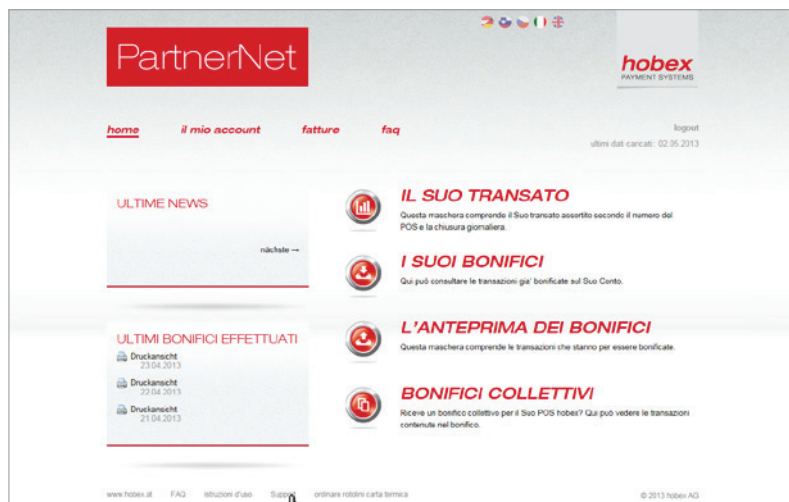 PartnerNet
hobex
PAYMENT SYSTEMS
home il mio account fatture faq
logout
ultimi dati caricati: 02.05.2013
ULTIME NEWS
nächste →
ULTIMI BONIFICI EFFETTUATI
Druckansicht
23.04.2013
Druckansicht
22.04.2013
Druckansicht
21.04.2013
IL SUO TRANSATO
Questa maschera comprende il Suo transato assortito secondo il numero del
POS e la chiusura giornaliera.
I SUOI BONIFICI
Qui può consultare le transazioni gia' bonificate sul Suo Conto.
L'ANTEPRIMA DEI BONIFICI
Questa maschera comprende le transazioni che stanno per essere bonificate.
BONIFICI COLLETTIVI
Riceve un bonifico collettivo per il Suo POS hobex? Qui può vedere le transazioni
contenute nel bonifico.
www.hobex.at FAQ istruzioni d'uso Support ordinare rotolini carta termica
© 2013 hobex AG